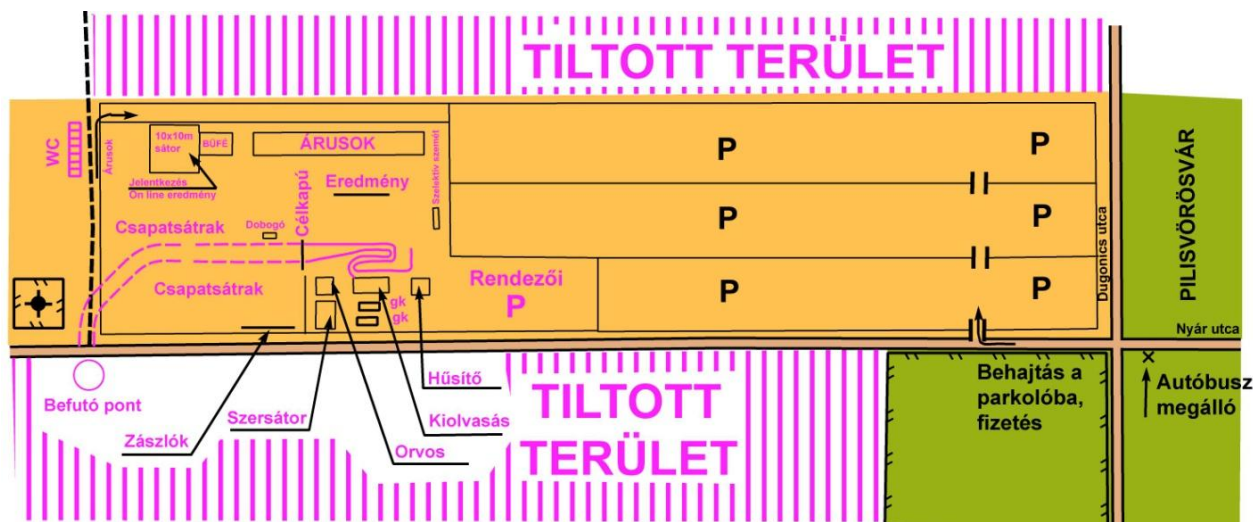 TILTOTT TERÜLET
WC
Árusok
10x10m
sátor
BÜFÉ
ÁRUSOK
Szelektív szemét
Jelentkezés
On line eredmény
Célkapú
Eredmény
Csapatsátrak
Dobogó
Csapatsátrak
Rendezői
P
gk
gk
P
P
P
P
P
P
Dugonics utca
PILISVÖRÖSVÁR
Nyár utca
Befutó pont
Zászlók
Szersátor
Orvos
Kiolvasás
Hűsítő
TILTOTT
TERÜLET
Behajtás a
parkolóba,
fizetés
Autóbusz
megálló